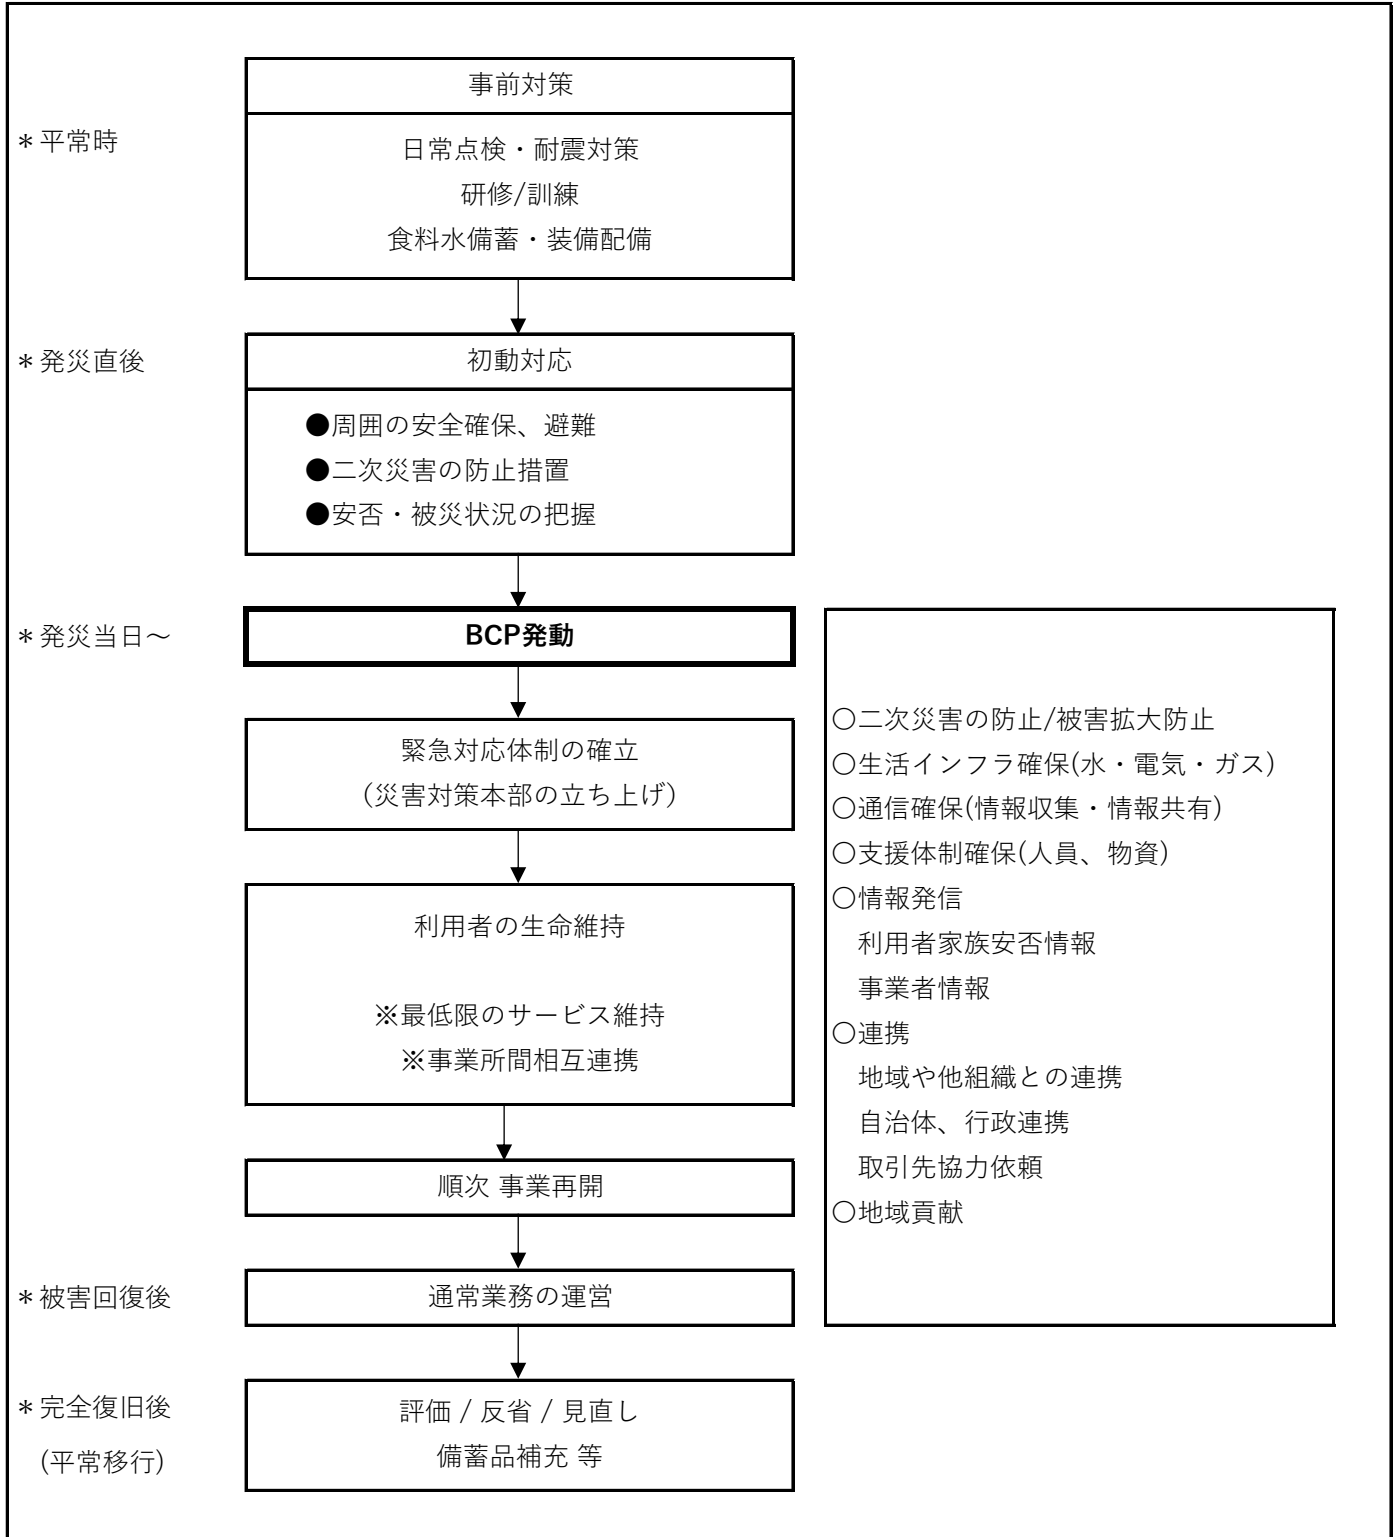 事前対策
＊平常時
日常点検・耐震対策
研修/訓練
食料水備蓄・装備配備
＊発災直後
初動対応
●周囲の安全確保、避難
●二次災害の防止措置
●安否・被災状況の把握
＊発災当日～
BCP発動
緊急対応体制の確立
（災害対策本部の立ち上げ）
利用者の生命維持
※最低限のサービス維持
※事業所間相互連携
順次 事業再開
〇二次災害の防止/被害拡大防止
〇生活インフラ確保(水・電気・ガス)
〇通信確保(情報収集・情報共有)
〇支援体制確保(人員、物資)
〇情報発信
利用者家族安否情報
事業者情報
〇連携
地域や他組織との連携
自治体、行政連携
取引先協力依頼
〇地域貢献
＊被害回復後
通常業務の運営
＊完全復旧後
(平常移行)
評価 / 反省 / 見直し
備蓄品補充 等